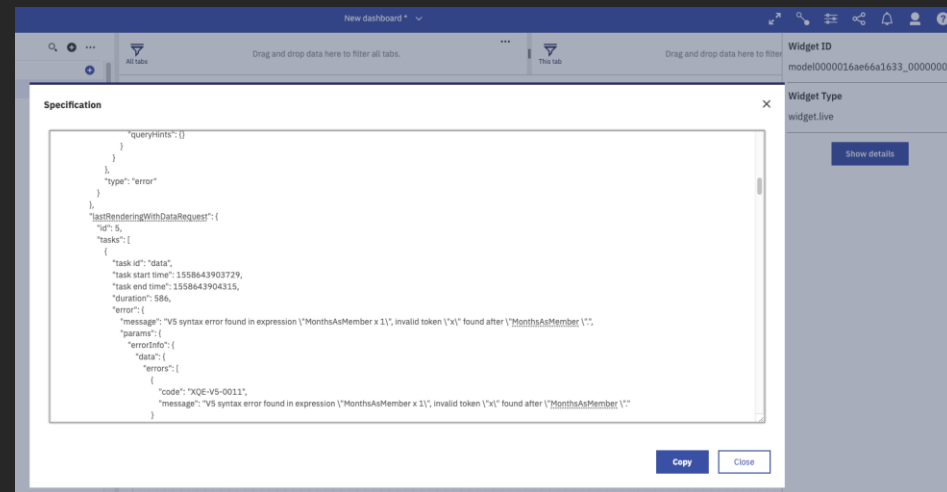 New dashboard *
All tabs
Drag and drop data here to filter all tabs.
...
This tab
Drag and drop data here to filter
Widget ID
model0000016ae66a1633_0000000
Widget Type
widget.live
Show details
Specification
"queryHints": {}
}
}
},
"type": "error"
}
},
"lastRenderingWithDataRequest": {
"id": 5,
"tasks": [
{
"task id": "data",
"task start time": 1558643903729,
"task end time": 1558643904315,
"duration": 586,
"error": {
"message": "V5 syntax error found in expression \"MonthsAsMember x 1\", invalid token \"x\" found after \"MonthsAsMember \".",
"params": {
"errorInfo": {
"data": {
"errors": [
{
"code": "XQE-V5-0011",
"message": "V5 syntax error found in expression \"MonthsAsMember x 1\", invalid token \"x\" found after \"MonthsAsMember \"."
}
Copy
Close